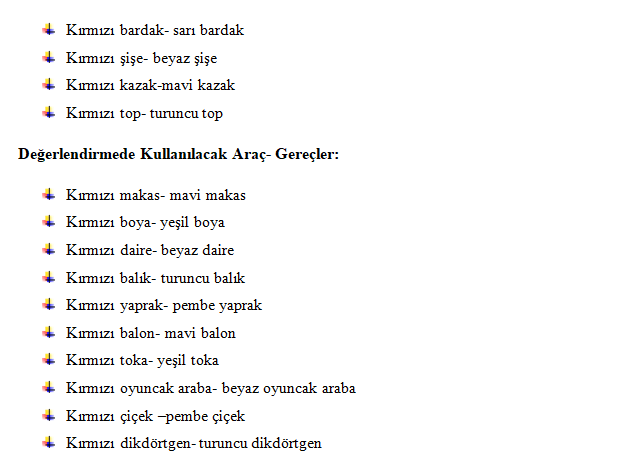 Kırmızı bardak- sarı bardak
Kırmızı şişe- beyaz şişe
Kırmızı kazak-mavi kazak
Kırmızı top- turuncu top
Değerlendirmede Kullanılacak Araç- Gereçler:
Kırmızı makas- mavi makas
Kırmızı boya- yeşil boya
Kırmızı daire- beyaz daire
Kırmızı balık- turuncu balık
Kırmızı yaprak- pembe yaprak
Kırmızı balon- mavi balon
Kırmızı toka- yeşil toka
Kırmızı oyuncak araba- beyaz oyuncak araba
Kırmızı çiçek –pembe çiçek
Kırmızı dikdörtgen- turuncu dikdörtgen